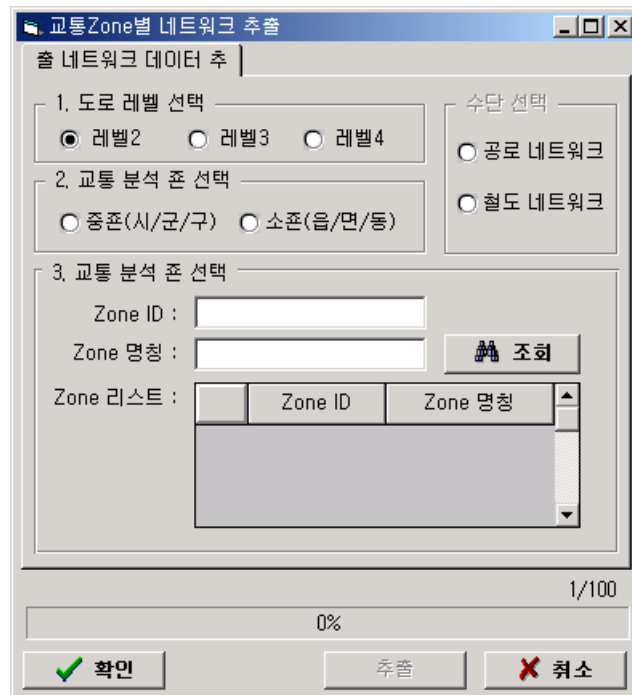 교통Zone별 네트워크 추출
출 네트워크 데이터 추
1. 도로 레벨 선택
레벨2 레벨3 레벨4
수단 선택
공로 네트워크
철도 네트워크
2. 교통 분석 존 선택
중죤(시/군/구) 소죤(읍/면/동)
3. 교통 분석 죤 선택
Zone ID :
Zone 명칭 : 조회
Zone 리스트 : Zone ID Zone 명칭
1/100
0%
확인 추출 취소